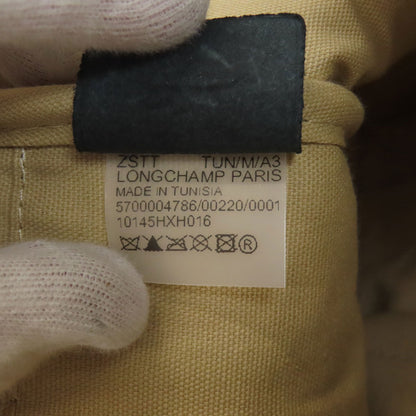 ZSTT TUN/M/A3
LONGCHAMP PARIS
MADE IN TUNISIA
5700004786/00220/0001
10145HXH016
®